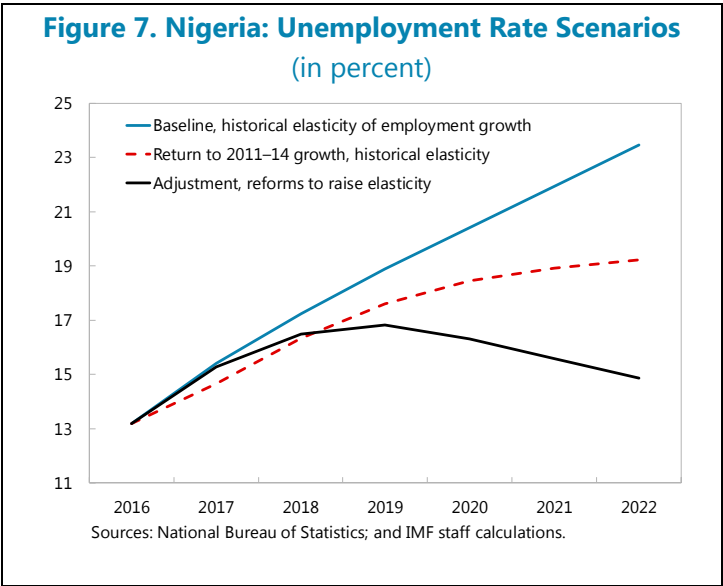 Figure 7. Nigeria: Unemployment Rate Scenarios
(in percent)
25
23
21
19
17
15
13
11
Baseline, historical elasticity of employment growth
Return to 2011–14 growth, historical elasticity
Adjustment, reforms to raise elasticity
2016 2017 2018 2019 2020 2021 2022
Sources: National Bureau of Statistics; and IMF staff calculations.